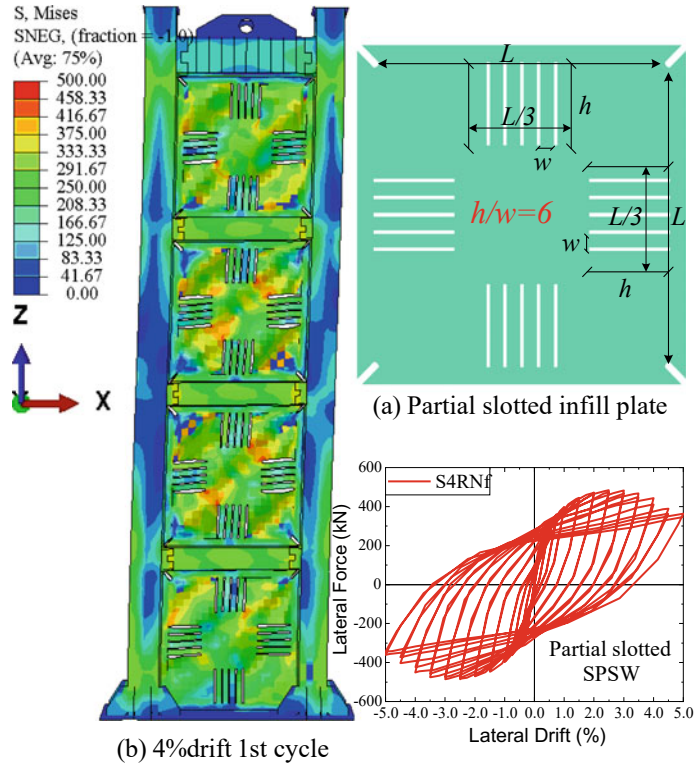 S, Mises
SNEG, (fraction = -1.0)
(Avg: 75%)
500.00
458.33
416.67
375.00
333.33
291.67
250.00
208.33
166.67
125.00
83.33
41.67
0.00
Z
Y
X
(b) 4%drift 1st cycle
L
L/3
h
w
h/w=6
L/3
L
w
h
(a) Partial slotted infill plate
600
400
200
0
-200
-400
-600
Lateral Force (kN)
S4RNf
Partial slotted
SPSW
-5.0 -4.0 -3.0 -2.0 -1.0 0.0 1.0 2.0 3.0 4.0 5.0
Lateral Drift (%)